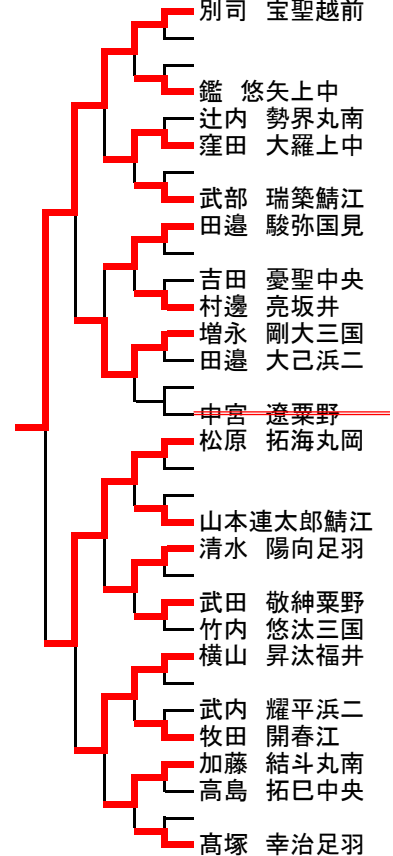 別司 宝聖越前
鑑 悠矢上中
辻内 勢界丸南
窪田 大羅上中
武部 瑞築鯖江
田邉 駿弥国見
吉田 憂聖中央
村邊 亮坂井
増永 剛大三国
田邉 大己浜二
中宮 遼粟野
松原 拓海丸岡
山本連太郎鯖江
清水 陽向足羽
武田 敬紳粟野
竹内 悠汰三国
横山 昇汰福井
武内 耀平浜二
牧田 開春江
加藤 結斗丸南
高島 拓巳中央
髙塚 幸治足羽